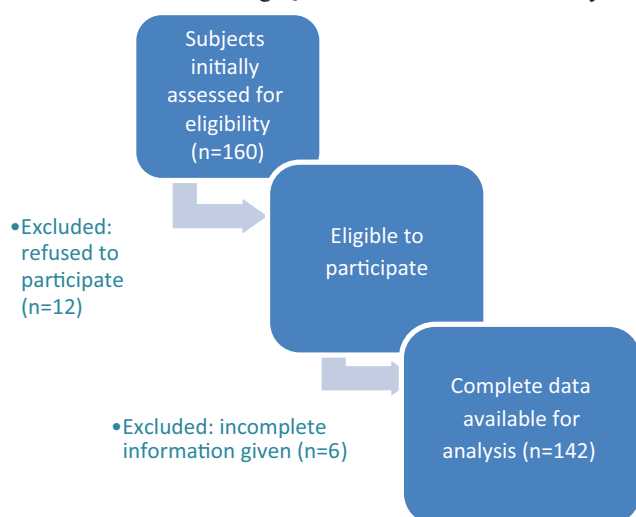 Subjects
initially
assessed for
eligibility
(n=160)
•Excluded:
refused to
participate
(n=12)
Eligible to
participate
•Excluded: incomplete
information given (n=6)
Complete data
available for
analysis (n=142)